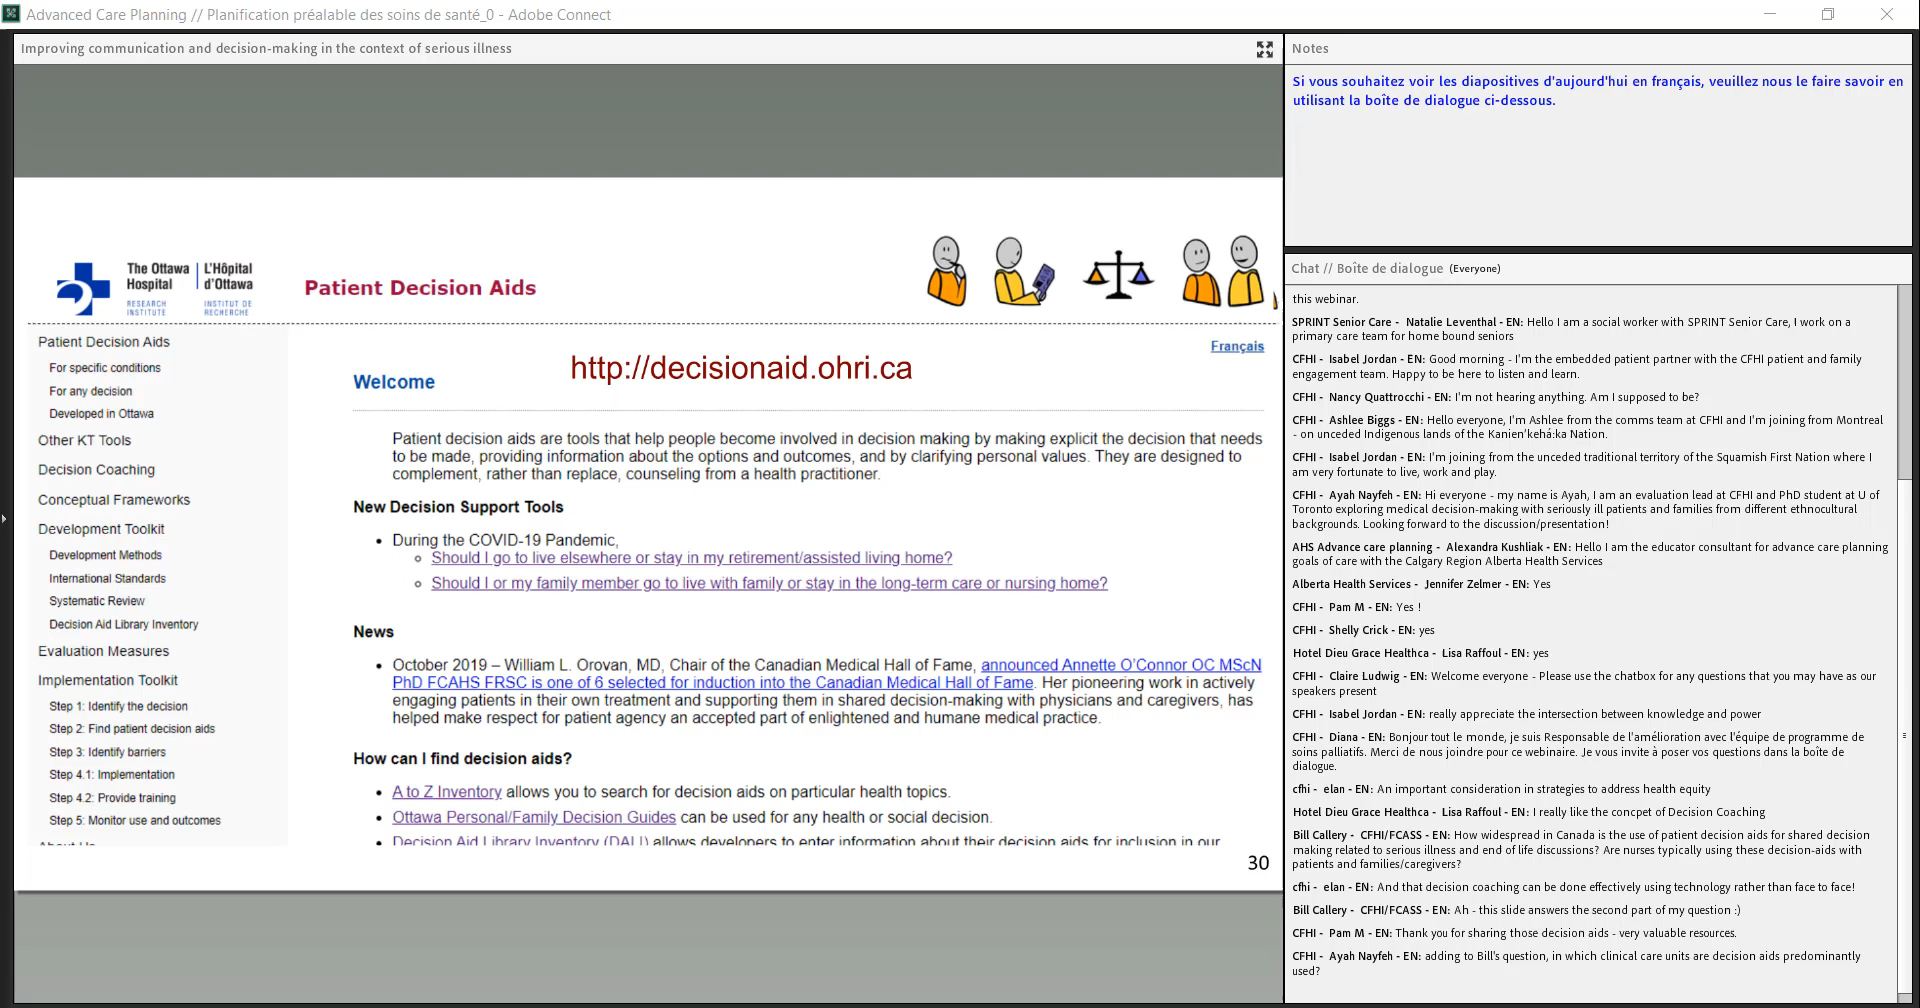 Advanced Care Planning // Planification préalable des soins de santé_0 - Adobe Connect
Improving communication and decision-making in the context of serious illness
The Ottawa
Hospital
RESEARCH
INSTITUTE
L'Hôpital
d'Ottawa
INSTITUT DE
RECHERCHE
Patient Decision Aids
Patient Decision Aids
For specific conditions
For any decision
Developed in Ottawa
Other KT Tools
Decision Coaching
Conceptual Frameworks
Development Toolkit
Development Methods
International Standards
Systematic Review
Decision Aid Library Inventory
Evaluation Measures
Implementation Toolkit
Step 1: Identify the decision
Step 2: Find patient decision aids
Step 3: Identify barriers
Step 4.1: Implementation
Step 4.2: Provide training
Step 5: Monitor use and outcomes
About Us
Français
http://decisionaid.ohri.ca
Welcome
Patient decision aids are tools that help people become involved in decision making by making explicit the decision that needs
to be made, providing information about the options and outcomes, and by clarifying personal values. They are designed to
complement, rather than replace, counseling from a health practitioner.
New Decision Support Tools
• During the COVID-19 Pandemic,
Should I go to live elsewhere or stay in my retirement/assisted living home?
Should I or my family member go to live with family or stay in the long-term care or nursing home?
News
• October 2019 – William L. Orovan, MD, Chair of the Canadian Medical Hall of Fame, announced Annette O'Connor OC MScN
PhD FCAHS FRSC is one of 6 selected for induction into the Canadian Medical Hall of Fame. Her pioneering work in actively
engaging patients in their own treatment and supporting them in shared decision-making with physicians and caregivers, has
helped make respect for patient agency an accepted part of enlightened and humane medical practice.
How can I find decision aids?
• A to Z Inventory allows you to search for decision aids on particular health topics.
• Ottawa Personal/Family Decision Guides can be used for any health or social decision.
• Decision Aid Library Inventory (DALI) allows developers to enter information about their decision aids for inclusion in our
30
Notes
Si vous souhaitez voir les diapositives d'aujourd'hui en français, veuillez nous le faire savoir en
utilisant la boîte de dialogue ci-dessous.
Chat // Boîte de dialogue (Everyone)
this webinar.
SPRINT Senior Care - Natalie Leventhal - EN: Hello I am a social worker with SPRINT Senior Care, I work on a
primary care team for home bound seniors
CFHI - Isabel Jordan - EN: Good morning - I'm the embedded patient partner with the CFHI patient and family
engagement team. Happy to be here to listen and learn.
CFHI - Nancy Quattrocchi - EN: I'm not hearing anything. Am I supposed to be?
CFHI - Ashlee Biggs - EN: Hello everyone, I'm Ashlee from the comms team at CFHI and I'm joining from Montreal
- on unceded Indigenous lands of the Kanien'kehá:ka Nation.
CFHI - Isabel Jordan - EN: I'm joining from the unceded traditional territory of the Squamish First Nation where I
am very fortunate to live, work and play.
CFHI - Ayah Nayfeh - EN: Hi everyone - my name is Ayah, I am an evaluation lead at CFHI and PhD student at U of
Toronto exploring medical decision-making with seriously ill patients and families from different ethnocultural
backgrounds. Looking forward to the discussion/presentation!
AHS Advance care planning - Alexandra Kushliak - EN: Hello I am the educator consultant for advance care planning
goals of care with the Calgary Region Alberta Health Services
Alberta Health Services - Jennifer Zelmer - EN: Yes
CFHI - Pam M - EN: Yes !
CFHI - Shelly Crick - EN: yes
Hotel Dieu Grace Healthca - Lisa Raffoul - EN: yes
CFHI - Claire Ludwig - EN: Welcome everyone - Please use the chatbox for any questions that you may have as our
speakers present
CFHI - Isabel Jordan - EN: really appreciate the intersection between knowledge and power
CFHI - Diana - EN: Bonjour tout le monde, je suis Responsable de l'amélioration avec l'équipe de programme de
soins palliatifs. Merci de nous joindre pour ce webinaire. Je vous invite à poser vos questions dans la boîte de
dialogue.
cfhi - elan - EN: An important consideration in strategies to address health equity
Hotel Dieu Grace Healthca - Lisa Raffoul - EN: I really like the concpet of Decision Coaching
Bill Callery - CFHI/FCASS - EN: How widespread in Canada is the use of patient decision aids for shared decision
making related to serious illness and end of life discussions? Are nurses typically using these decision-aids with
patients and families/caregivers?
cfhi - elan - EN: And that decision coaching can be done effectively using technology rather than face to face!
Bill Callery - CFHI/FCASS - EN: Ah - this slide answers the second part of my question :)
CFHI - Pam M - EN: Thank you for sharing those decision aids - very valuable resources.
CFHI - Ayah Nayfeh - EN: adding to Bill's question, in which clinical care units are decision aids predominantly
used?